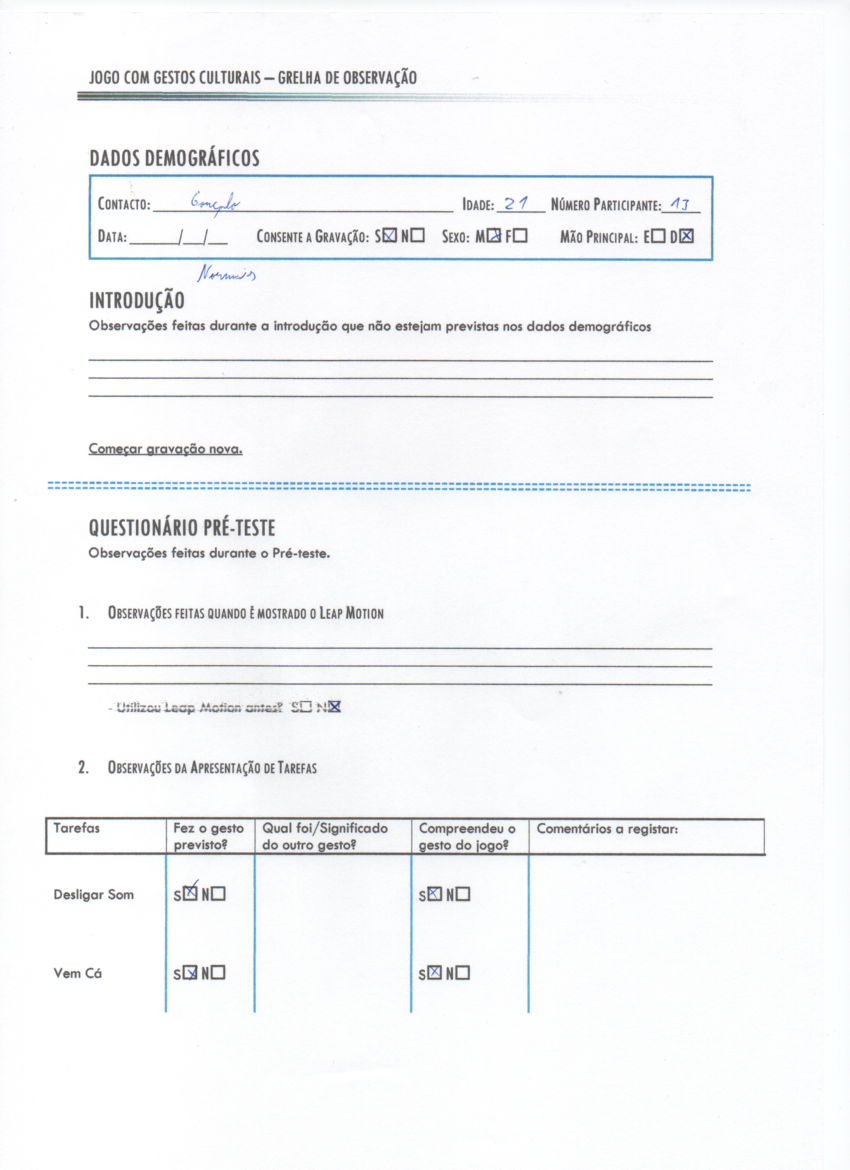 JOGO COM GESTOS CULTURAIS – GRELHA DE OBSERVAÇÃO
DADOS DEMOGRÁFICOS
CONTACTO: Gonçalo IDADE: 21 NÚMERO PARTICIPANTE: 13
DATA: ______/__/__ CONSENTE A GRAVAÇÃO: S☒ N☐ SEXO: M☒ F☐ MÃO PRINCIPAL: E☐ D☒
INTRODUÇÃO
Observações feitas durante a introdução que não estejam previstas nos dados demográficos
Começar gravação nova.
QUESTIONÁRIO PRÉ-TESTE
Observações feitas durante o Pré-teste.
1. OBSERVAÇÕES FEITAS QUANDO É MOSTRADO O LEAP MOTION
- Utilizou Leap Motion antes? S☐ N☒
2. OBSERVAÇÕES DA APRESENTAÇÃO DE TAREFAS
Tarefas Fez o gesto previsto? Qual foi/Significado do outro gesto? Compreendeu o gesto do jogo? Comentários a registar:
Desligar Som S☒ N☐ S☒ N☐
Vem Cá S☒ N☐ S☒ N☐